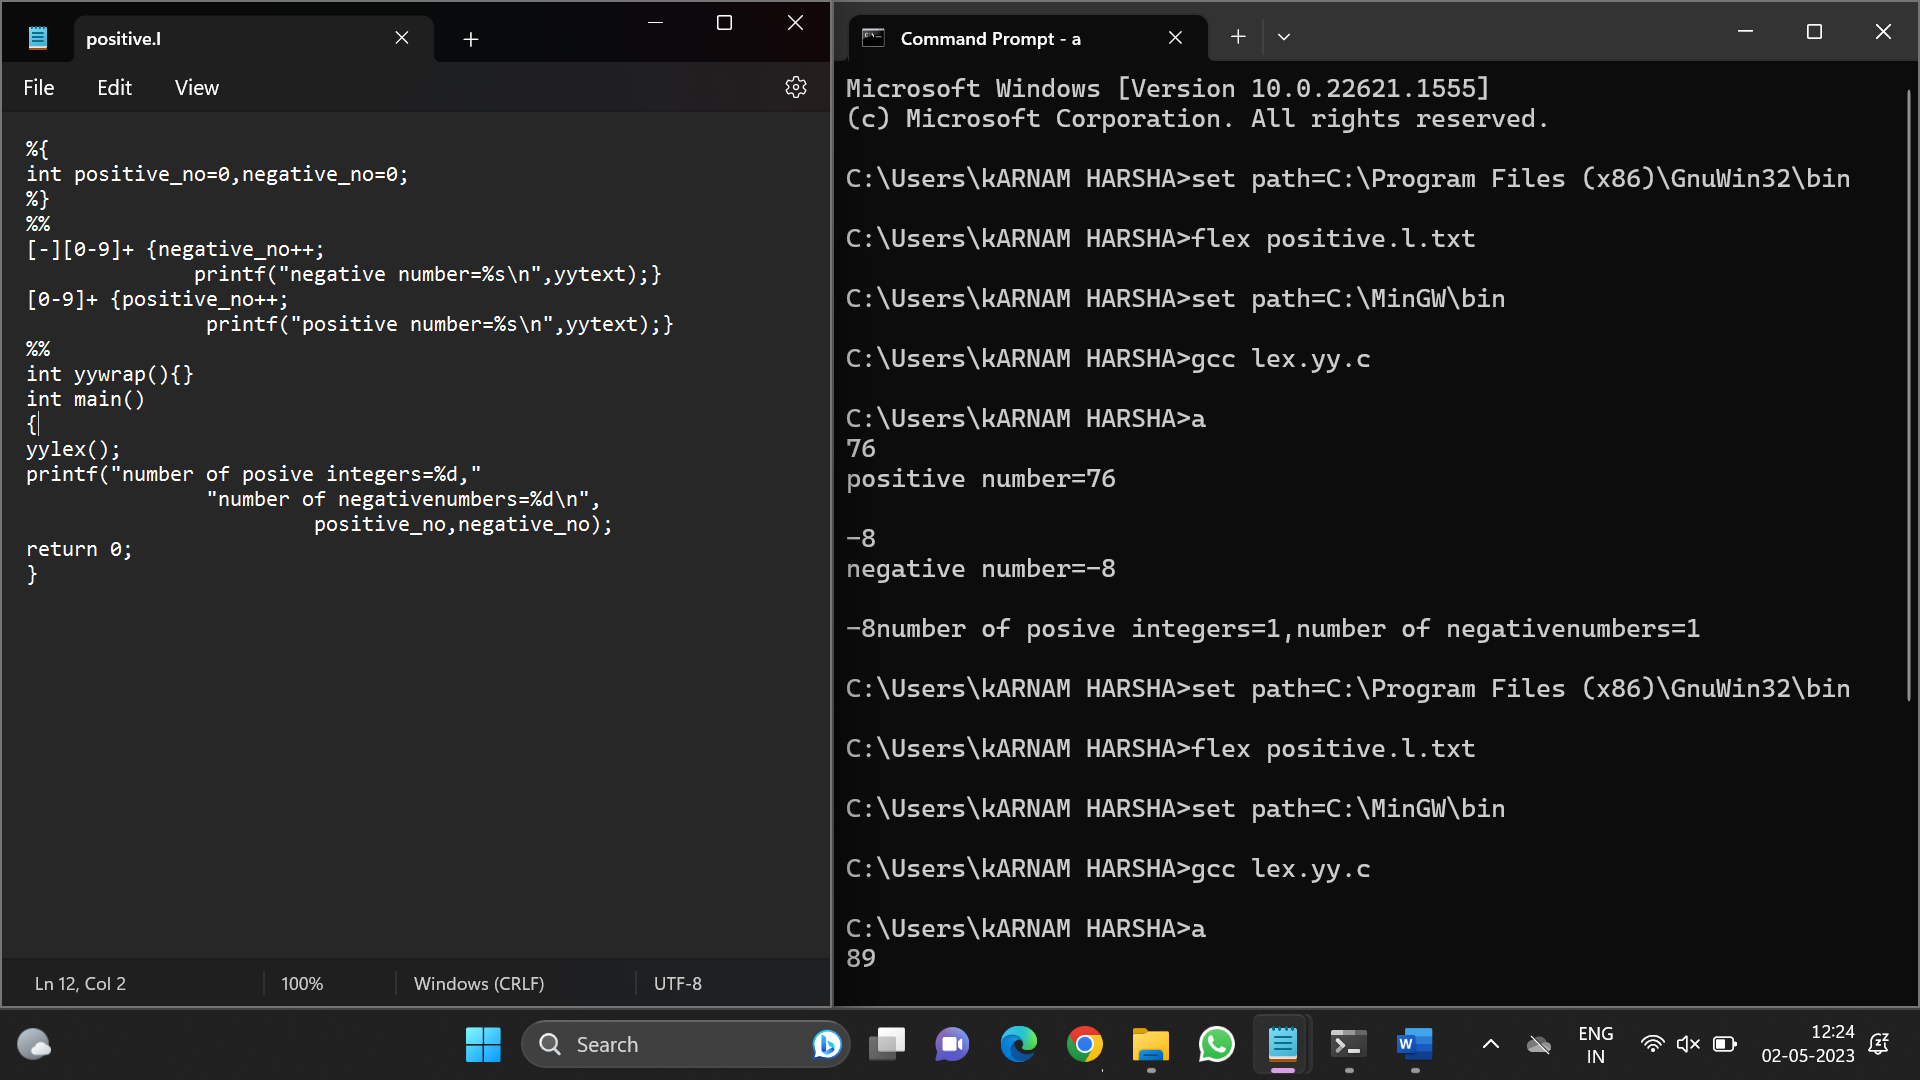 positive.l
File Edit View
%{
int positive_no=0,negative_no=0;
%}
%%
[-][0-9]+ {negative_no++;
printf("negative number=%s\n",yytext);}
[0-9]+ {positive_no++;
printf("positive number=%s\n",yytext);}
%%
int yywrap(){}
int main()
{
yylex();
printf("number of posive integers=%d,"
"number of negativenumbers=%d\n",
positive_no,negative_no);
return 0;
}
Ln 12, Col 2 100% Windows (CRLF) UTF-8
Command Prompt - a
Microsoft Windows [Version 10.0.22621.1555]
(c) Microsoft Corporation. All rights reserved.
C:\Users\kARNAM HARSHA>set path=C:\Program Files (x86)\GnuWin32\bin
C:\Users\kARNAM HARSHA>flex positive.l.txt
C:\Users\kARNAM HARSHA>set path=C:\MinGW\bin
C:\Users\kARNAM HARSHA>gcc lex.yy.c
C:\Users\kARNAM HARSHA>a
76
positive number=76
-8
negative number=-8
-8number of posive integers=1,number of negativenumbers=1
C:\Users\kARNAM HARSHA>set path=C:\Program Files (x86)\GnuWin32\bin
C:\Users\kARNAM HARSHA>flex positive.l.txt
C:\Users\kARNAM HARSHA>set path=C:\MinGW\bin
C:\Users\kARNAM HARSHA>gcc lex.yy.c
C:\Users\kARNAM HARSHA>a
89
Search
ENG
IN
12:24
02-05-2023